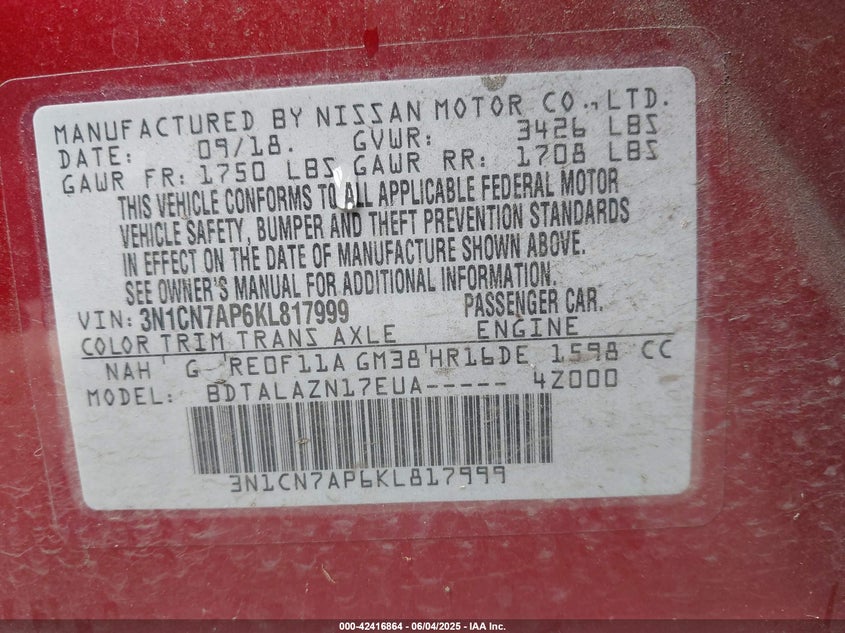 MANUFACTURED BY NISSAN MOTOR CO., LTD.
DATE: 09/18. GVWR: 3426 LBS
GAWR FR: 1750 LBS GAWR RR: 1708 LBS
THIS VEHICLE CONFORMS TO ALL APPLICABLE FEDERAL MOTOR
VEHICLE SAFETY, BUMPER AND THEFT PREVENTION STANDARDS
IN EFFECT ON THE DATE OF MANUFACTURE SHOWN ABOVE.
SEE OWNER'S MANUAL FOR ADDITIONAL INFORMATION.
VIN: 3N1CN7AP6KL817999 PASSENGER CAR.
COLOR TRIM TRANS AXLE ENGINE
NAH G RE0F11A GM38 HR16DE 1598 CC
MODEL: BDTALAZN17EUA----- 4Z000
3N1CN7AP6KL817999
000-42416864 | 06/04/2025 - IAA Inc.